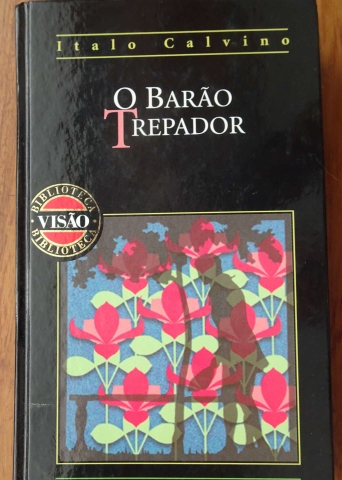 Italo Calvino
O BARÃO
TREPADOR
BIBLIOTECA
VISÃO
BIBLIOTECA